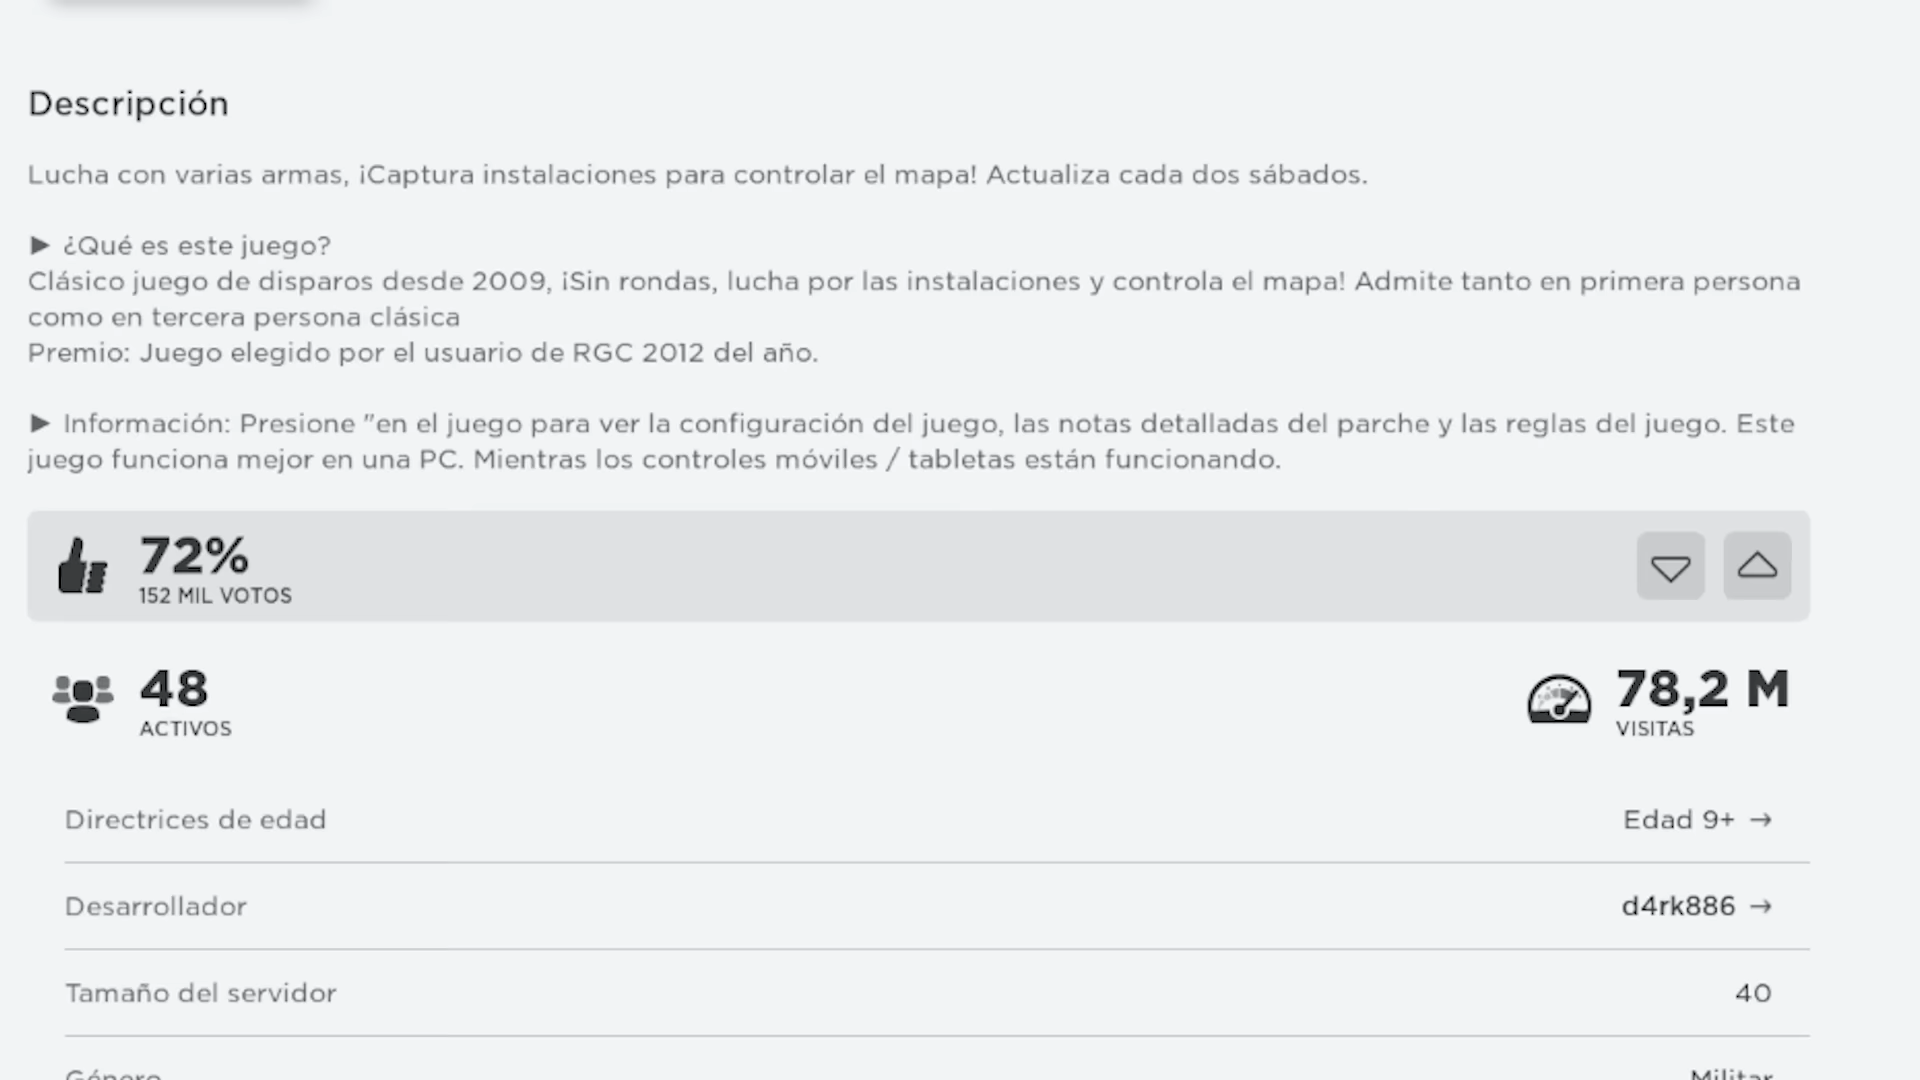 Descripción
Lucha con varias armas, ¡Captura instalaciones para controlar el mapa! Actualiza cada dos sábados.
► ¿Qué es este juego?
Clásico juego de disparos desde 2009, ¡Sin rondas, lucha por las instalaciones y controla el mapa! Admite tanto en primera persona
como en tercera persona clásica
Premio: Juego elegido por el usuario de RGC 2012 del año.
► Información: Presione "en el juego para ver la configuración del juego, las notas detalladas del parche y las reglas del juego. Este
juego funciona mejor en una PC. Mientras los controles móviles / tabletas están funcionando.
72%
152 MIL VOTOS
48
ACTIVOS
78,2 M
VISITAS
Directrices de edad
Edad 9+ →
Desarrollador
d4rk886 →
Tamaño del servidor
40
Género
Militar